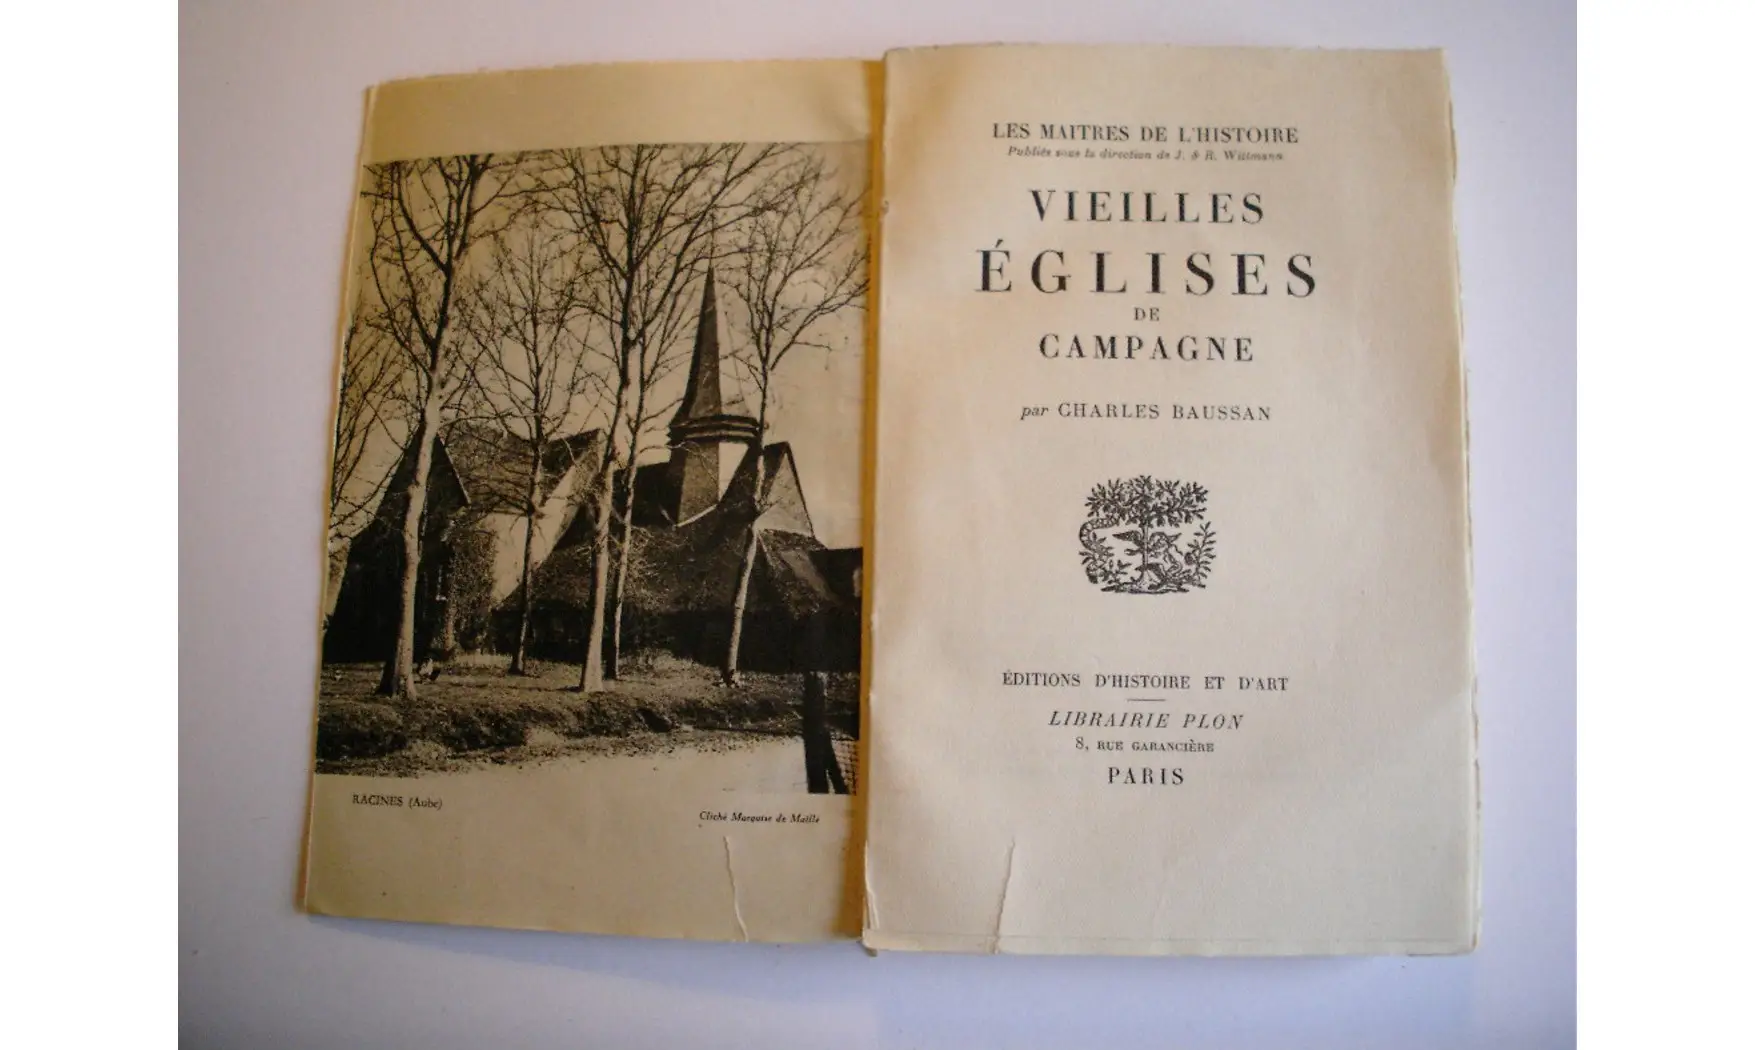 RACINES (Aube)
Cliché Marquise de Maillé
LES MAITRES DE L'HISTOIRE
Publiés sous la direction de J. & R. Wittmann
VIEILLES
ÉGLISES
DE
CAMPAGNE
par CHARLES BAUSSAN
ÉDITIONS D'HISTOIRE ET D'ART
LIBRAIRIE PLON
8, RUE GARANCIÈRE
PARIS